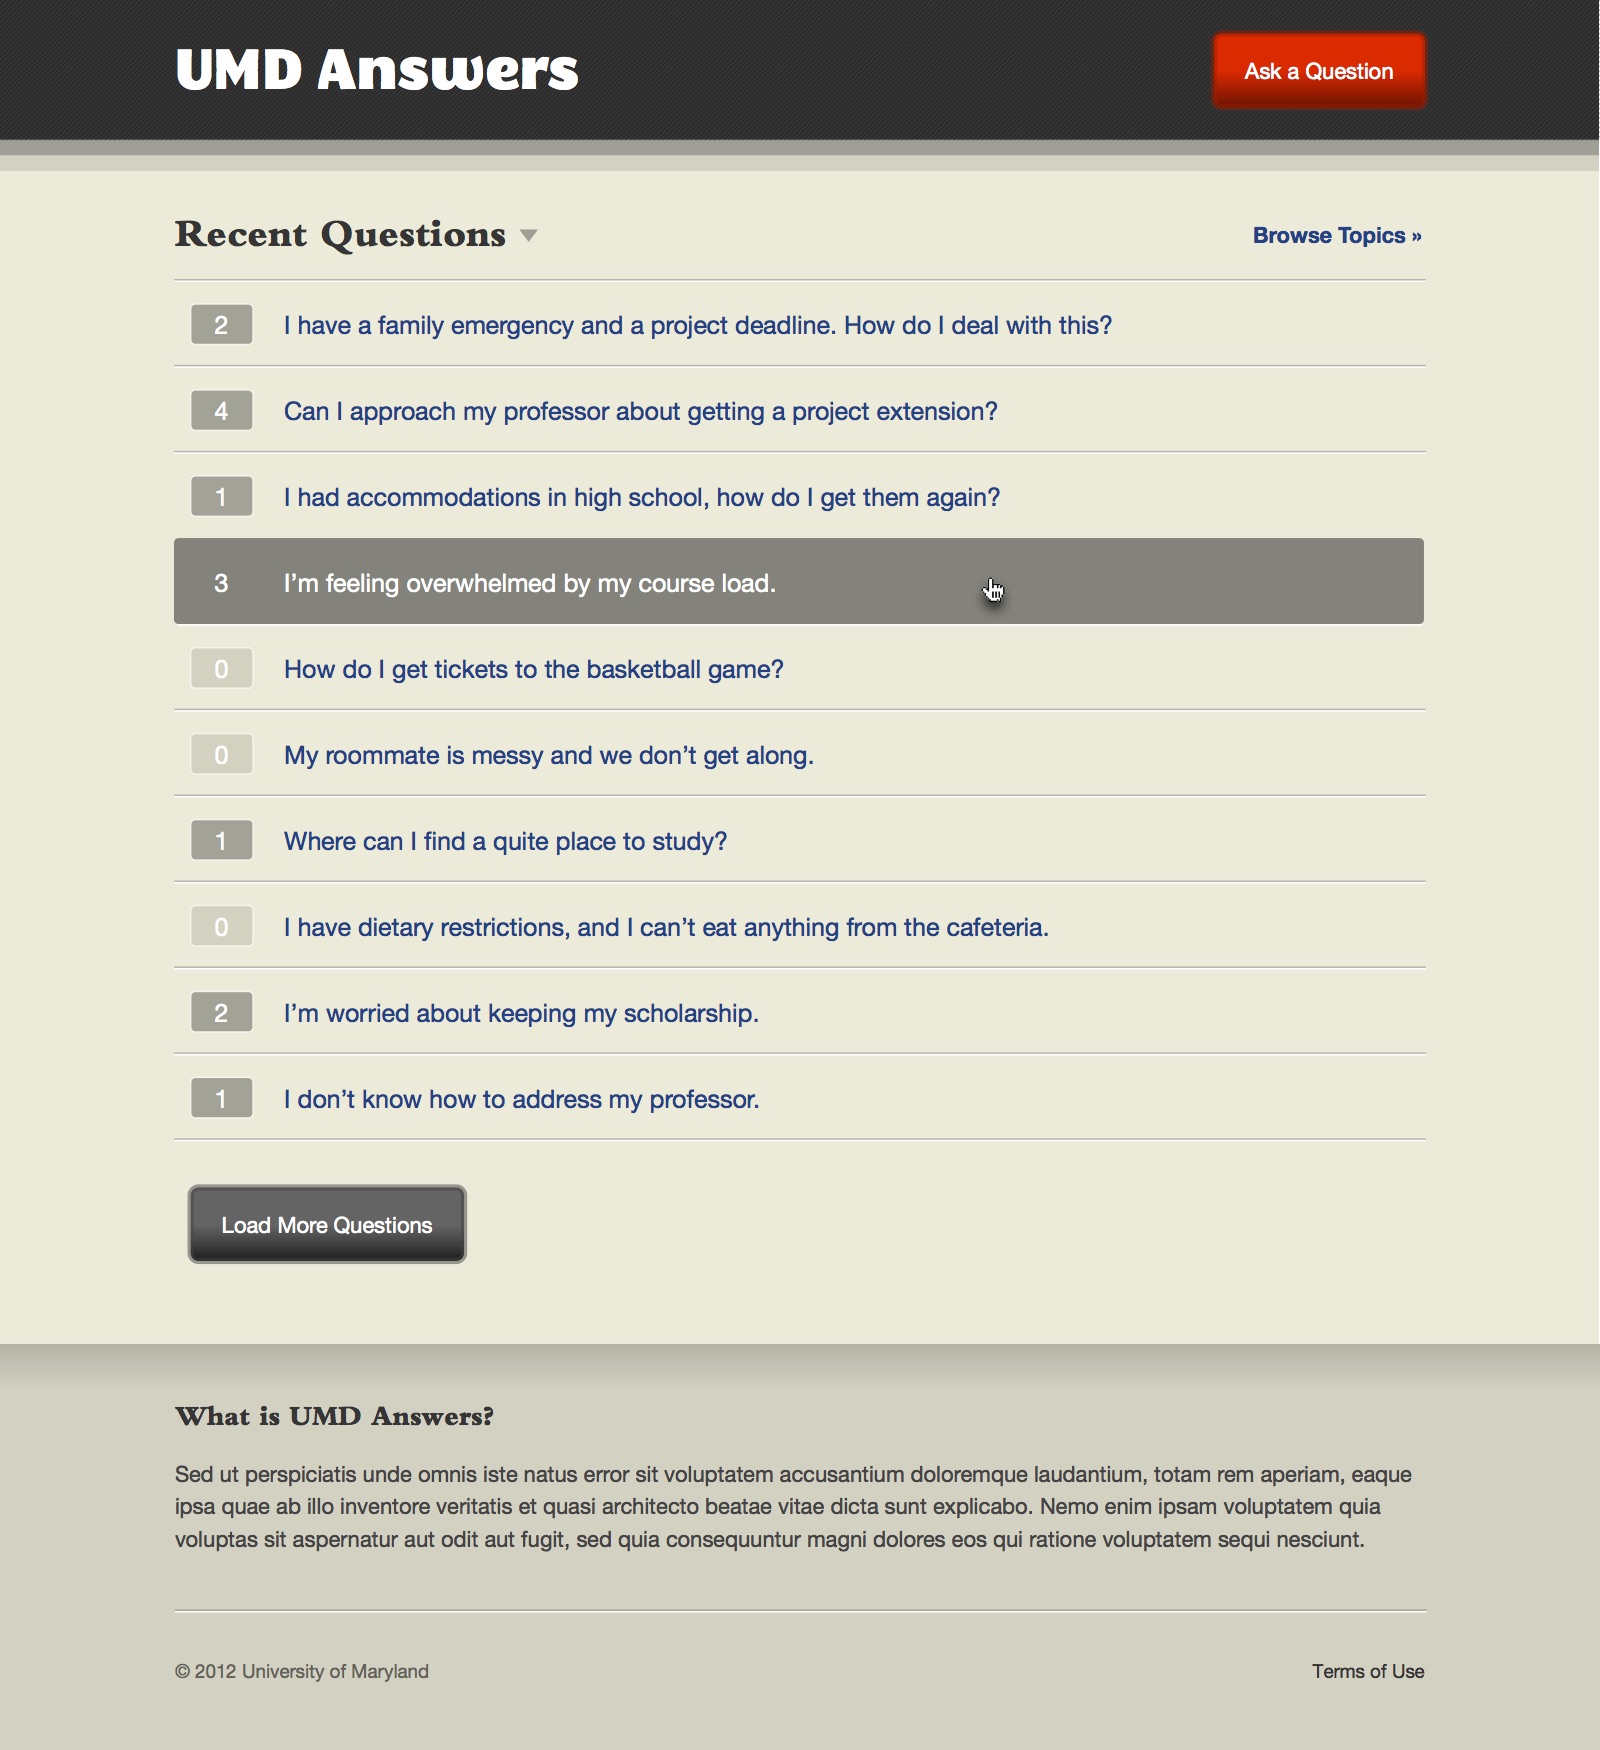 UMD Answers
Ask a Question
Recent Questions
Browse Topics »
2 I have a family emergency and a project deadline. How do I deal with this?
4 Can I approach my professor about getting a project extension?
1 I had accommodations in high school, how do I get them again?
3 I’m feeling overwhelmed by my course load.
0 How do I get tickets to the basketball game?
0 My roommate is messy and we don’t get along.
1 Where can I find a quite place to study?
0 I have dietary restrictions, and I can’t eat anything from the cafeteria.
2 I’m worried about keeping my scholarship.
1 I don’t know how to address my professor.
Load More Questions
What is UMD Answers?
Sed ut perspiciatis unde omnis iste natus error sit voluptatem accusantium doloremque laudantium, totam rem aperiam, eaque
ipsa quae ab illo inventore veritatis et quasi architecto beatae vitae dicta sunt explicabo. Nemo enim ipsam voluptatem quia
voluptas sit aspernatur aut odit aut fugit, sed quia consequuntur magni dolores eos qui ratione voluptatem sequi nesciunt.
© 2012 University of Maryland
Terms of Use